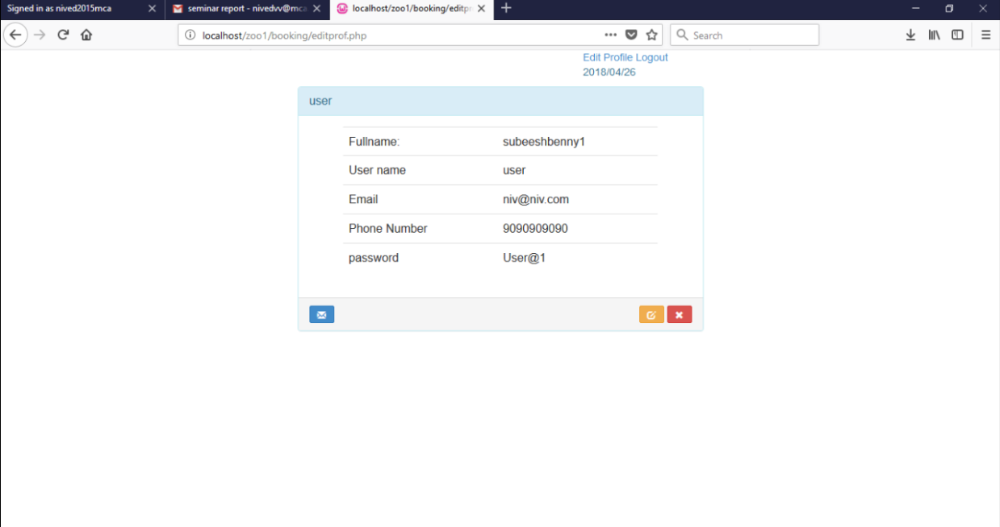 Signed in as nived2015mca
seminar report - nivedvv@mca
localhost/zoo1/booking/editpr
localhost/zoo1/booking/editprof.php
Search
Edit Profile Logout
2018/04/26
user
Fullname: subeeshbenny1
User name user
Email niv@niv.com
Phone Number 9090909090
password User@1